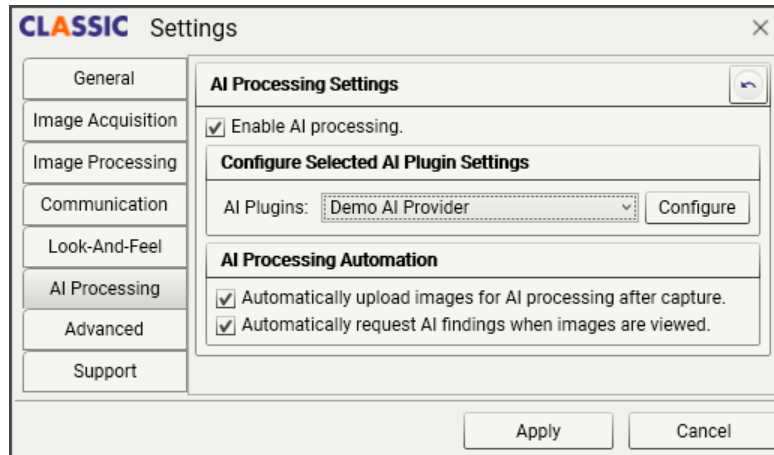 CLASSIC Settings
General
Image Acquisition
Image Processing
Communication
Look-And-Feel
AI Processing
Advanced
Support
AI Processing Settings
Enable AI processing.
Configure Selected AI Plugin Settings
AI Plugins: Demo AI Provider Configure
AI Processing Automation
Automatically upload images for AI processing after capture.
Automatically request AI findings when images are viewed.
Apply Cancel